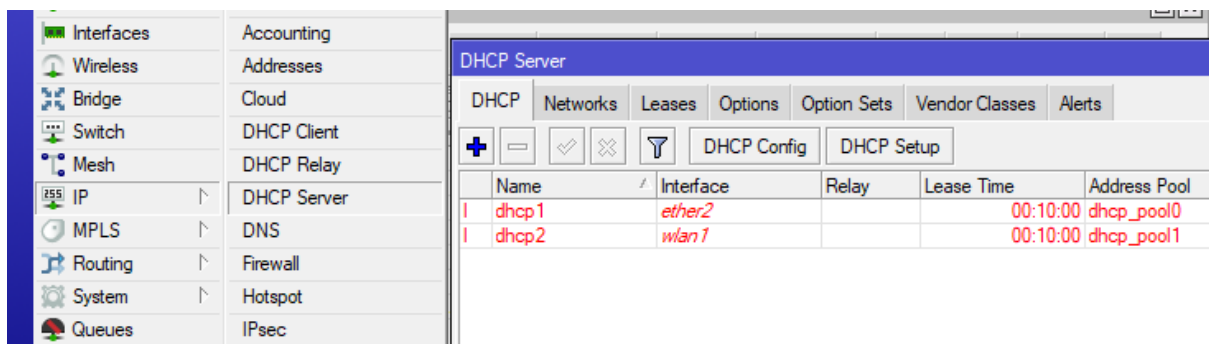 Interfaces
Wireless
Bridge
Switch
Mesh
255 IP
MPLS
Routing
System
Queues
Accounting
Addresses
Cloud
DHCP Client
DHCP Relay
DHCP Server
DNS
Firewall
Hotspot
IPsec
DHCP Server
DHCP Networks Leases Options Option Sets Vendor Classes Alerts
DHCP Config DHCP Setup
Name Interface Relay Lease Time Address Pool
I dhcp1 ether2 00:10:00 dhcp_pool0
I dhcp2 wlan1 00:10:00 dhcp_pool1